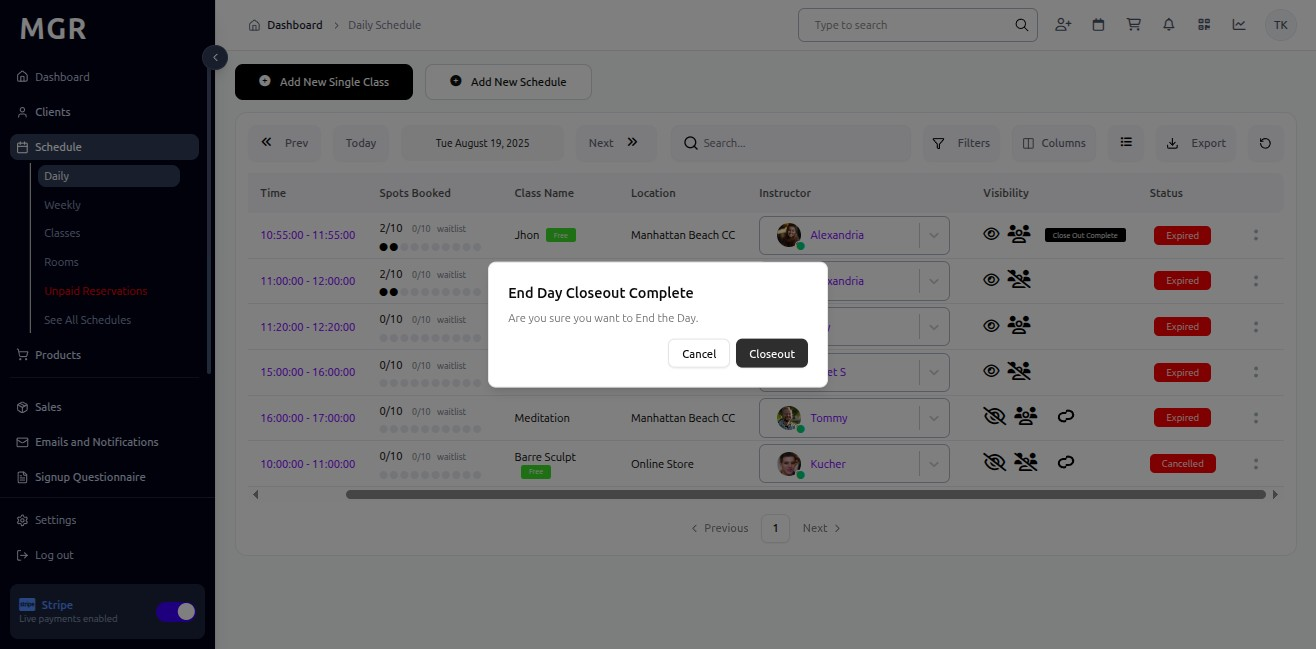 MGR
Dashboard
Clients
Schedule
Daily
Weekly
Classes
Rooms
Unpaid Reservations
See All Schedules
Products
Sales
Emails and Notifications
Signup Questionnaire
Settings
Log out
Stripe
Live payments enabled
Dashboard > Daily Schedule
Type to search
TK
Add New Single Class
Add New Schedule
Prev
Today
Tue August 19, 2025
Next
Search...
Filters
Columns
Export
Time Spots Booked Class Name Location Instructor Visibility Status
10:55:00 - 11:55:00 2/10 0/10 waitlist Jhon Free Manhattan Beach CC Alexandria Close Out Complete Expired
11:00:00 - 12:00:00 2/10 0/10 waitlist xandria Expired
11:20:00 - 12:20:00 0/10 0/10 waitlist Expired
15:00:00 - 16:00:00 0/10 0/10 waitlist et S Expired
16:00:00 - 17:00:00 0/10 0/10 waitlist Meditation Manhattan Beach CC Tommy Expired
10:00:00 - 11:00:00 0/10 0/10 waitlist Barre Sculpt Free Online Store Kucher Cancelled
End Day Closeout Complete
Are you sure you want to End the Day.
Cancel
Closeout
Previous 1 Next